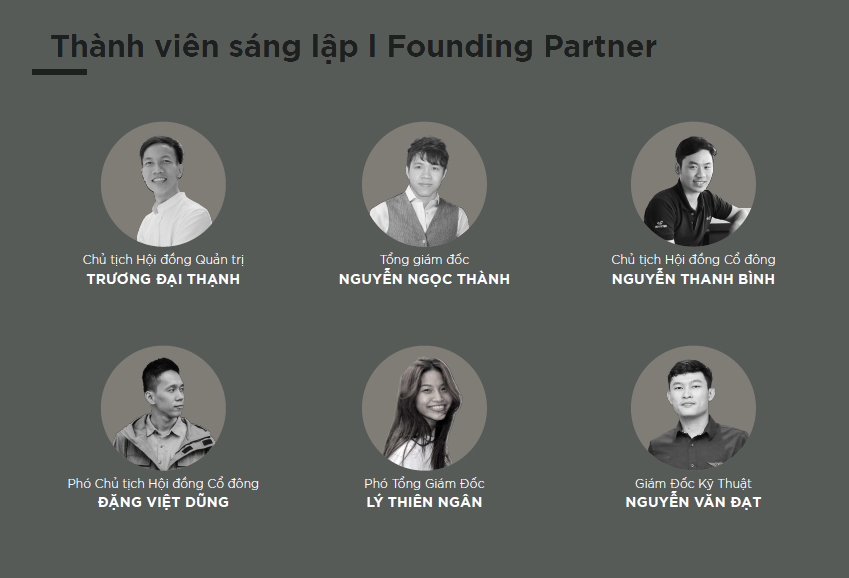 Thành viên sáng lập l Founding Partner
Chủ tịch Hội đồng Quản trị
TRƯƠNG ĐẠI THẠNH
Tổng giám đốc
NGUYỄN NGỌC THÀNH
Chủ tịch Hội đồng Cổ đông
NGUYỄN THANH BÌNH
Phó Chủ tịch Hội đồng Cổ đông
ĐẶNG VIỆT DŨNG
Phó Tổng Giám Đốc
LÝ THIÊN NGÂN
Giám Đốc Kỹ Thuật
NGUYỄN VĂN ĐẠT